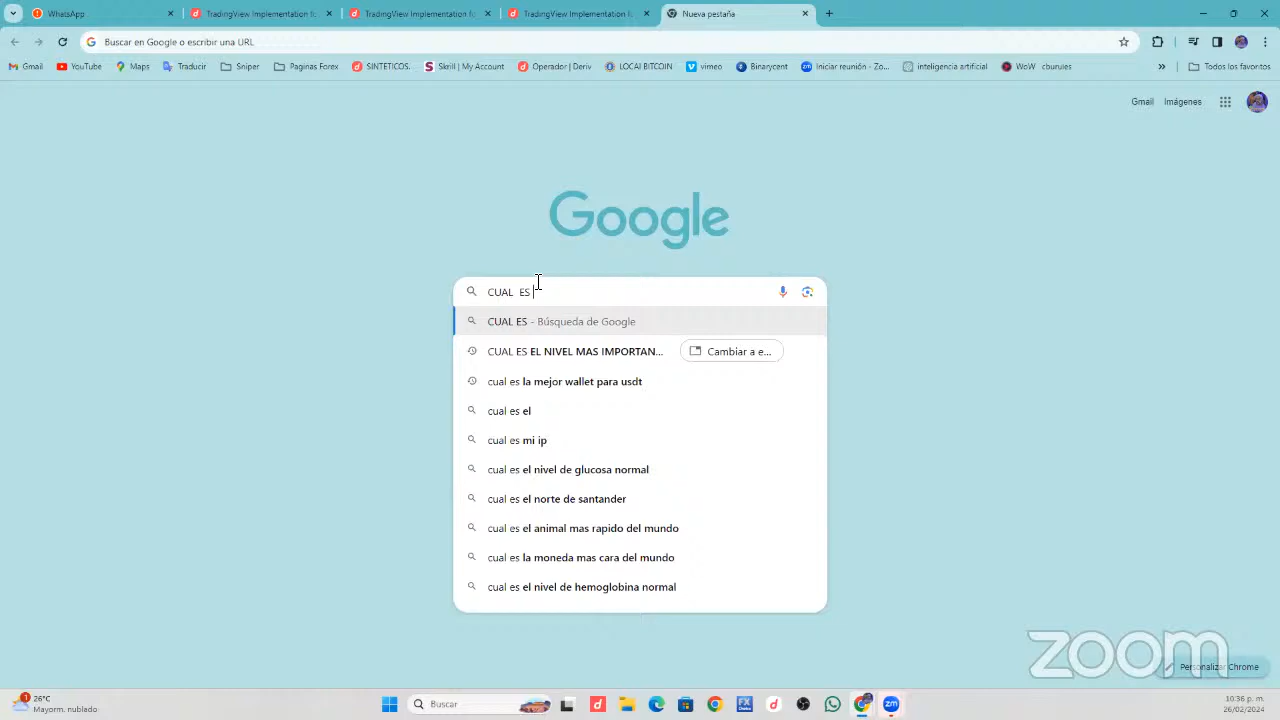 WhatsApp
TradingView Implementation fo
TradingView Implementation fo
TradingView Implementation fo
Nueva pestaña
Buscar en Google o escribir una URL
Gmail
YouTube
Maps
Traducir
Sniper
Paginas Forex
SINTETICOS.
Skrill | My Account
Operador | Deriv
LOCAl BITCOIN
vimeo
Binarycent
Iniciar reunión - Zo...
inteligencia artificial
WoW
cburules
»
Todos los favoritos
Gmail
Imágenes
Google
CUAL ES
CUAL ES - Búsqueda de Google
CUAL ES EL NIVEL MAS IMPORTAN...
Cambiar a e...
cual es la mejor wallet para usdt
cual es el
cual es mi ip
cual es el nivel de glucosa normal
cual es el norte de santander
cual es el animal mas rapido del mundo
cual es la moneda mas cara del mundo
cual es el nivel de hemoglobina normal
zoom
Personalizar Chrome
1
26°C
Mayorm. nublado
Buscar
FX
zm
10:36 p.m.
26/02/2024